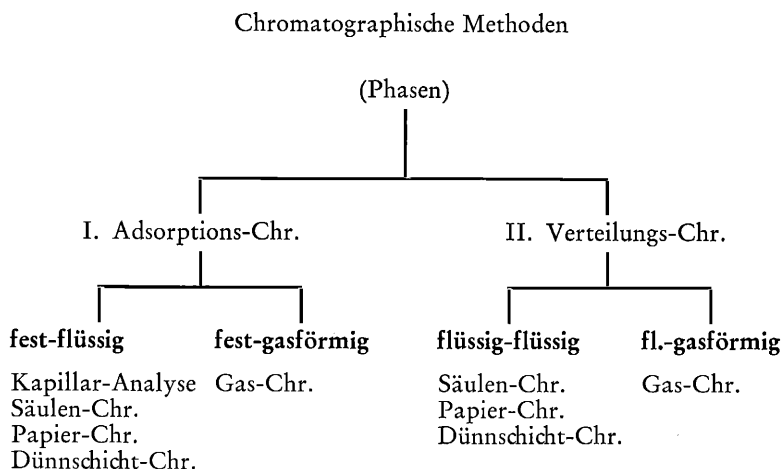 Chromatographische Methoden
(Phasen)
I. Adsorptions-Chr.
II. Verteilungs-Chr.
fest-flüssig
Kapillar-Analyse
Säulen-Chr.
Papier-Chr.
Dünnschicht-Chr.
fest-gasförmig
Gas-Chr.
flüssig-flüssig
Säulen-Chr.
Papier-Chr.
Dünnschicht-Chr.
fl.-gasförmig
Gas-Chr.